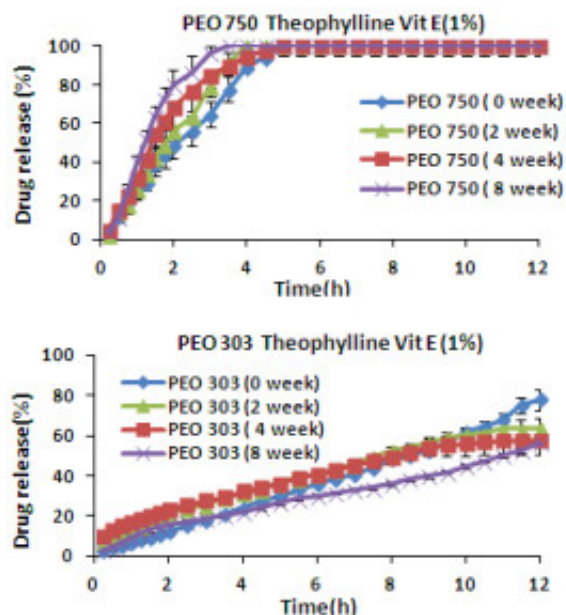 PEO 750 Theophylline Vit E(1%)
100
80
60
40
20
0
Drug release (%)
PEO 750 ( 0 week)
PEO 750 (2 week)
PEO 750 ( 4 week)
PEO 750 ( 8 week)
0 2 4 6 8 10 12
Time(h)
PEO 303 Theophylline Vit E (1%)
100
80
60
40
20
0
Drug release(%)
PEO 303 (0 week)
PEO 303 (2 week)
PEO 303 ( 4 week)
PEO 303 (8 week)
0 2 4 6 8 10 12
Time(h)